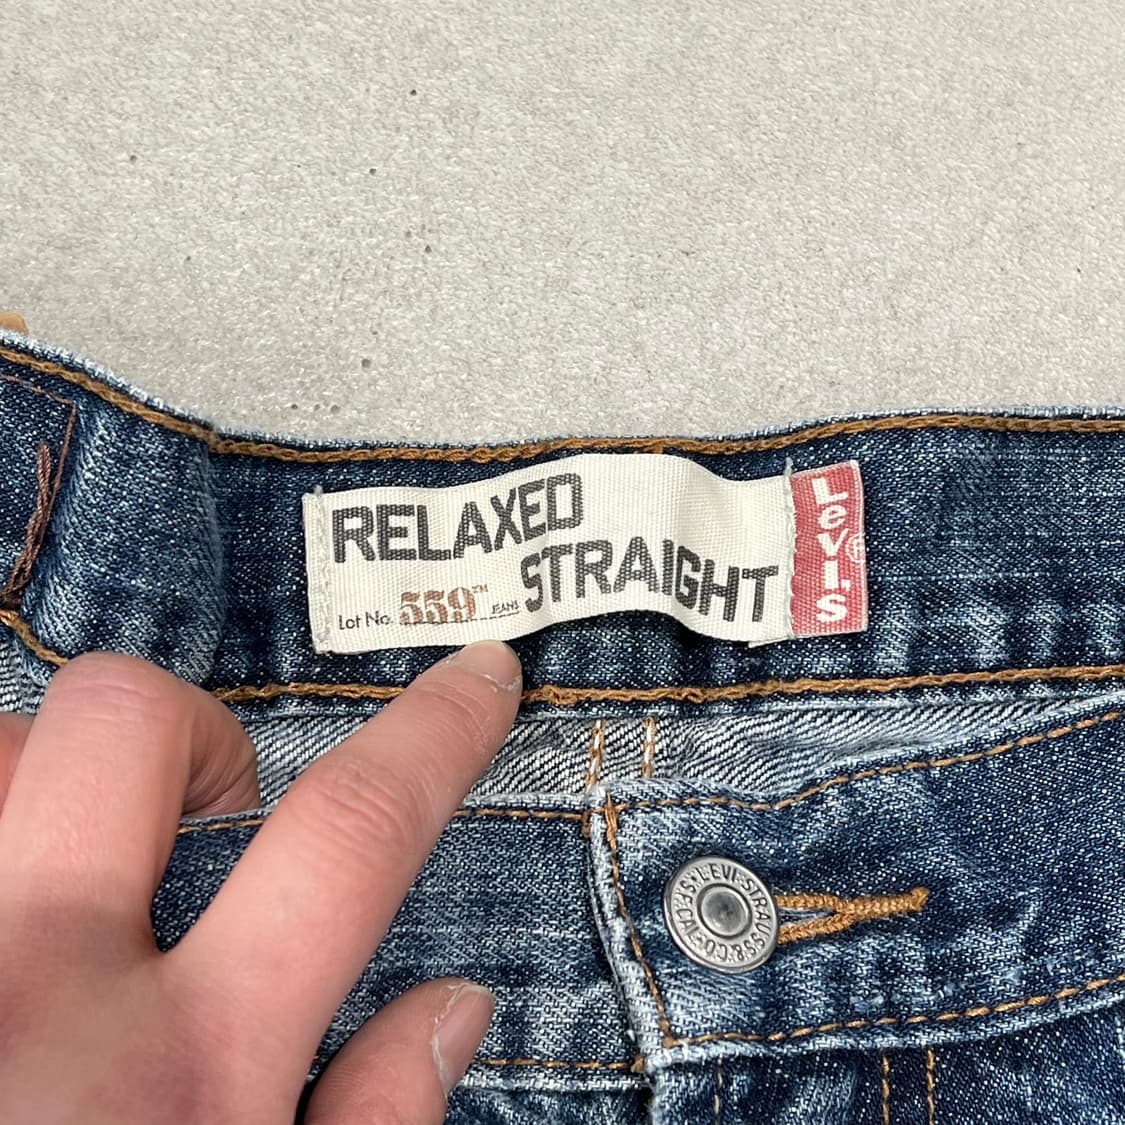 RELAXED
STRAIGHT
Lot No. 559™ JEANS
LeVI'S®
LEVI STRAUSS & CO. S.F.CAL.